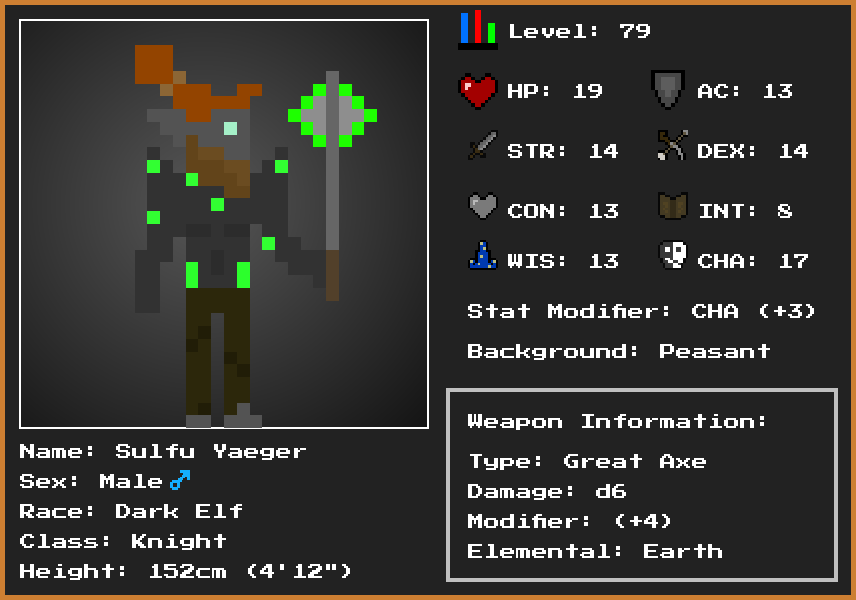 Level: 79
HP: 19
AC: 13
STR: 14
DEX: 14
CON: 13
INT: 8
WIS: 13
CHA: 17
Stat Modifier: CHA (+3)
Background: Peasant
Weapon Information:
Type: Great Axe
Damage: d6
Modifier: (+4)
Elemental: Earth
Name: Sulfu Yaeger
Sex: Male♂
Race: Dark Elf
Class: Knight
Height: 152cm (4'12")